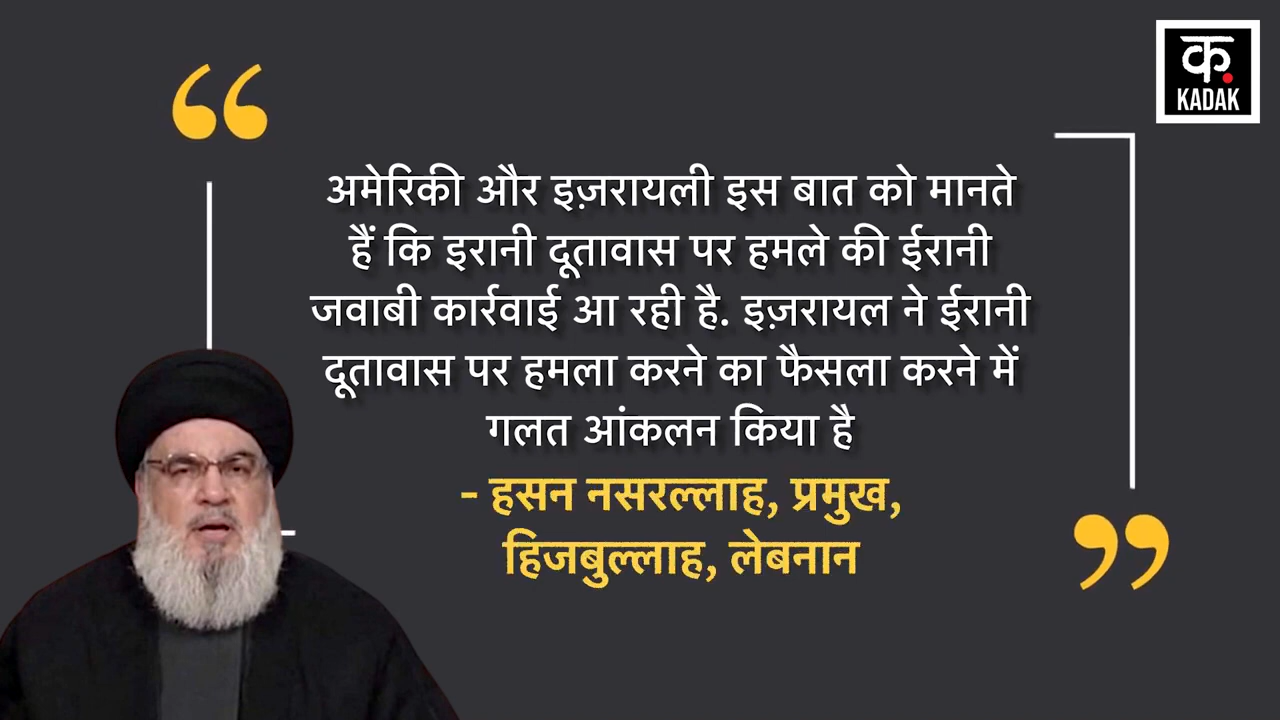 क.
KADAK
अमेरिकी और इज़रायली इस बात को मानते
हैं कि इरानी दूतावास पर हमले की ईरानी
जवाबी कार्रवाई आ रही है. इज़रायल ने ईरानी
दूतावास पर हमला करने का फैसला करने में
गलत आंकलन किया है
- हसन नसरल्लाह, प्रमुख,
हिजबुल्लाह, लेबनान